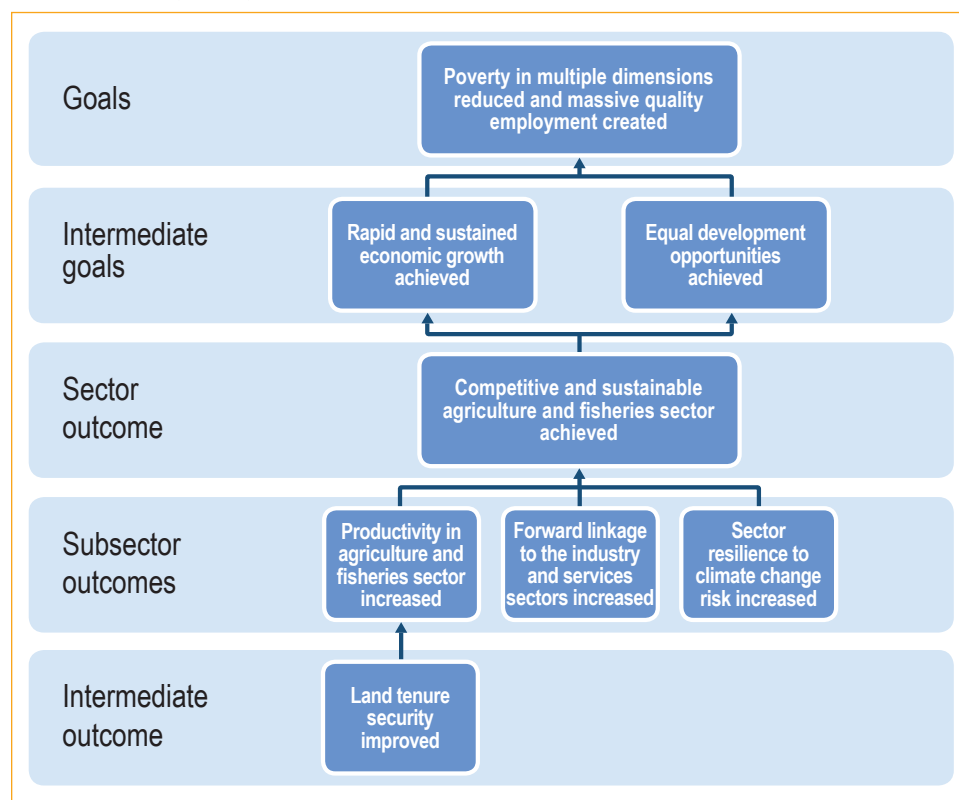 Goals
Poverty in multiple dimensions
reduced and massive quality
employment created
Intermediate
goals
Rapid and sustained
economic growth
achieved
Equal development
opportunities
achieved
Sector
outcome
Competitive and sustainable
agriculture and fisheries sector
achieved
Subsector
outcomes
Productivity in
agriculture and
fisheries sector
increased
Forward linkage
to the industry
and services
sectors increased
Sector
resilience to
climate change
risk increased
Intermediate
outcome
Land tenure
security
improved